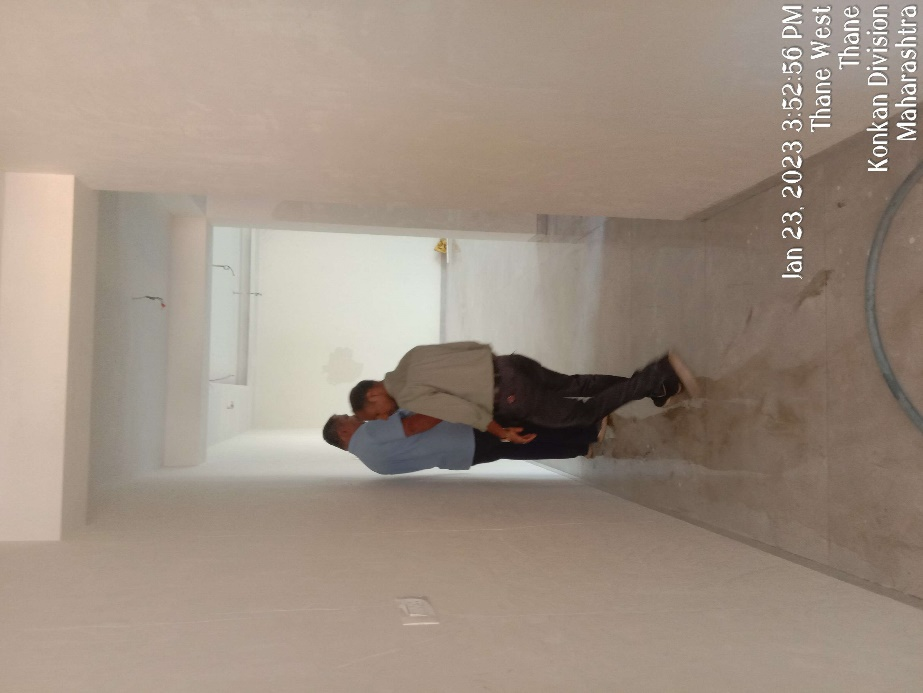 Jan 23, 2023 3:52:56 PM
Thane West
Thane
Konkan Division
Maharashtra